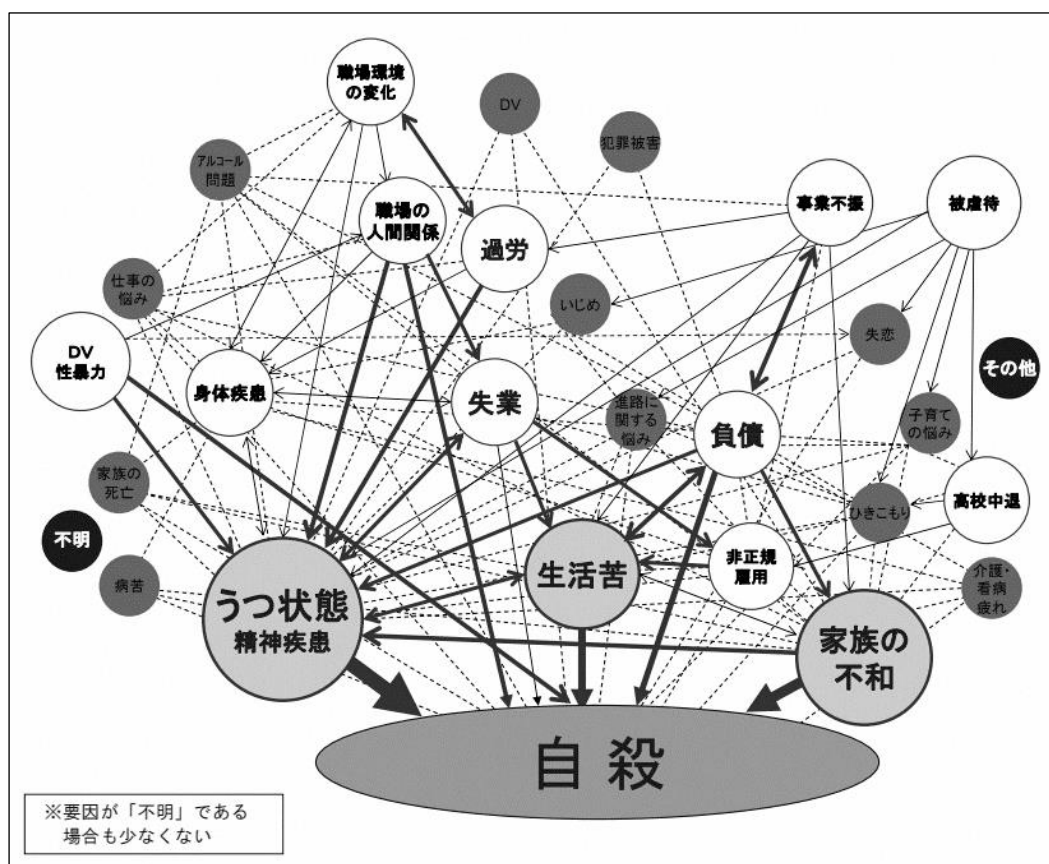 職場環境
の変化
DV
犯罪被害
アルコール
問題
職場の
人間関係
過労
事業不振
被虐待
仕事の
悩み
いじめ
失恋
DV
性暴力
身体疾患
失業
進路に
関する
悩み
負債
子育て
の悩み
その他
家族の
死亡
ひきこもり
高校中退
不明
病苦
うつ状態
精神疾患
生活苦
非正規
雇用
介護・
看病
疲れ
家族の
不和
自殺
※要因が「不明」である
場合も少なくない